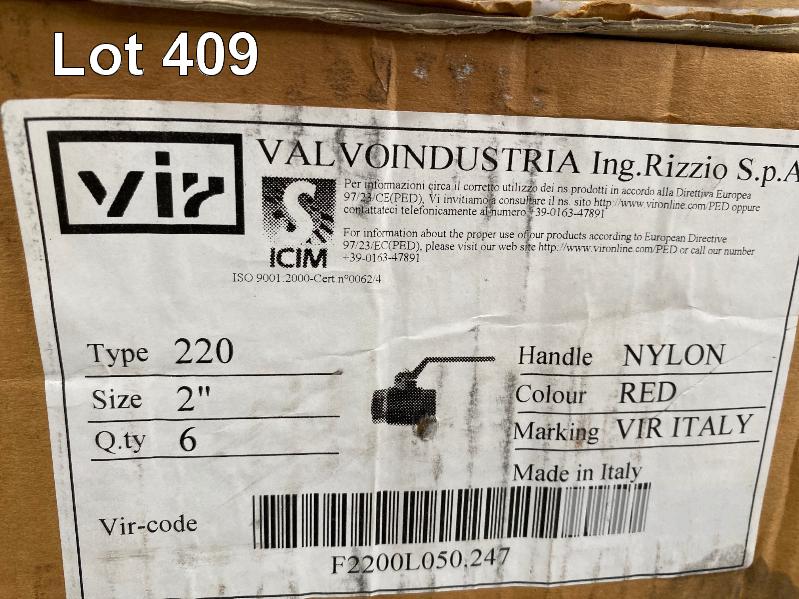 Lot 409
vir
VALVOINDUSTRIA Ing.Rizzio S.p.A
Per informazioni circa il corretto utilizzo dei ns prodotti in accordo alla Direttiva Europea
97/23/CE(PED), Vi invitiamo a consultare il ns. sito http://www.vironline.com/PED oppure
contattateci telefonicamente al numero +39-0163-47891
For information about the proper use of our products according to European Directive
97/23/EC(PED), please visit our web site http://www.vironline.com/PED or call our number
+39-0163-47891
ICIM
ISO 9001:2000-Cert n°0062/4
Type 220
Size 2"
Q.ty 6
Handle NYLON
Colour RED
Marking VIR ITALY
Made in Italy
Vir-code
F2200L050.247